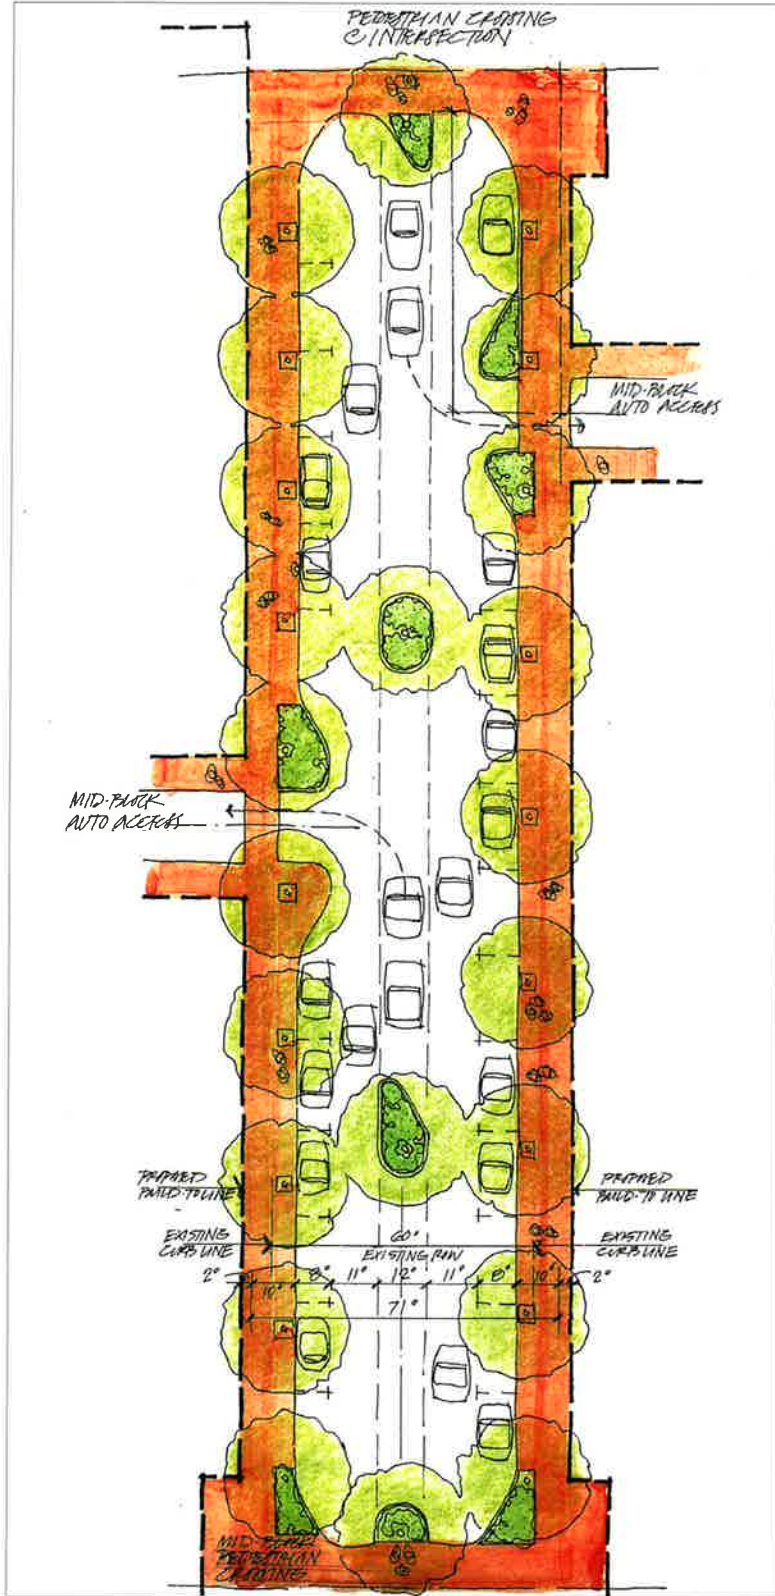 PEDESTRIAN CROSSING
@ INTERSECTION
MID-BLOCK
AUTO ACCESS
MID-BLOCK
AUTO ACCESS
PROPOSED
BUILD-TO LINE
PROPOSED
BUILD-TO LINE
EXISTING
CURB LINE
60°
EXISTING ROW
EXISTING
CURB LINE
2° 10° 8° 11° 12° 11° 8° 10° 2°
71°
MID-BLOCK
PEDESTRIAN
CROSSING